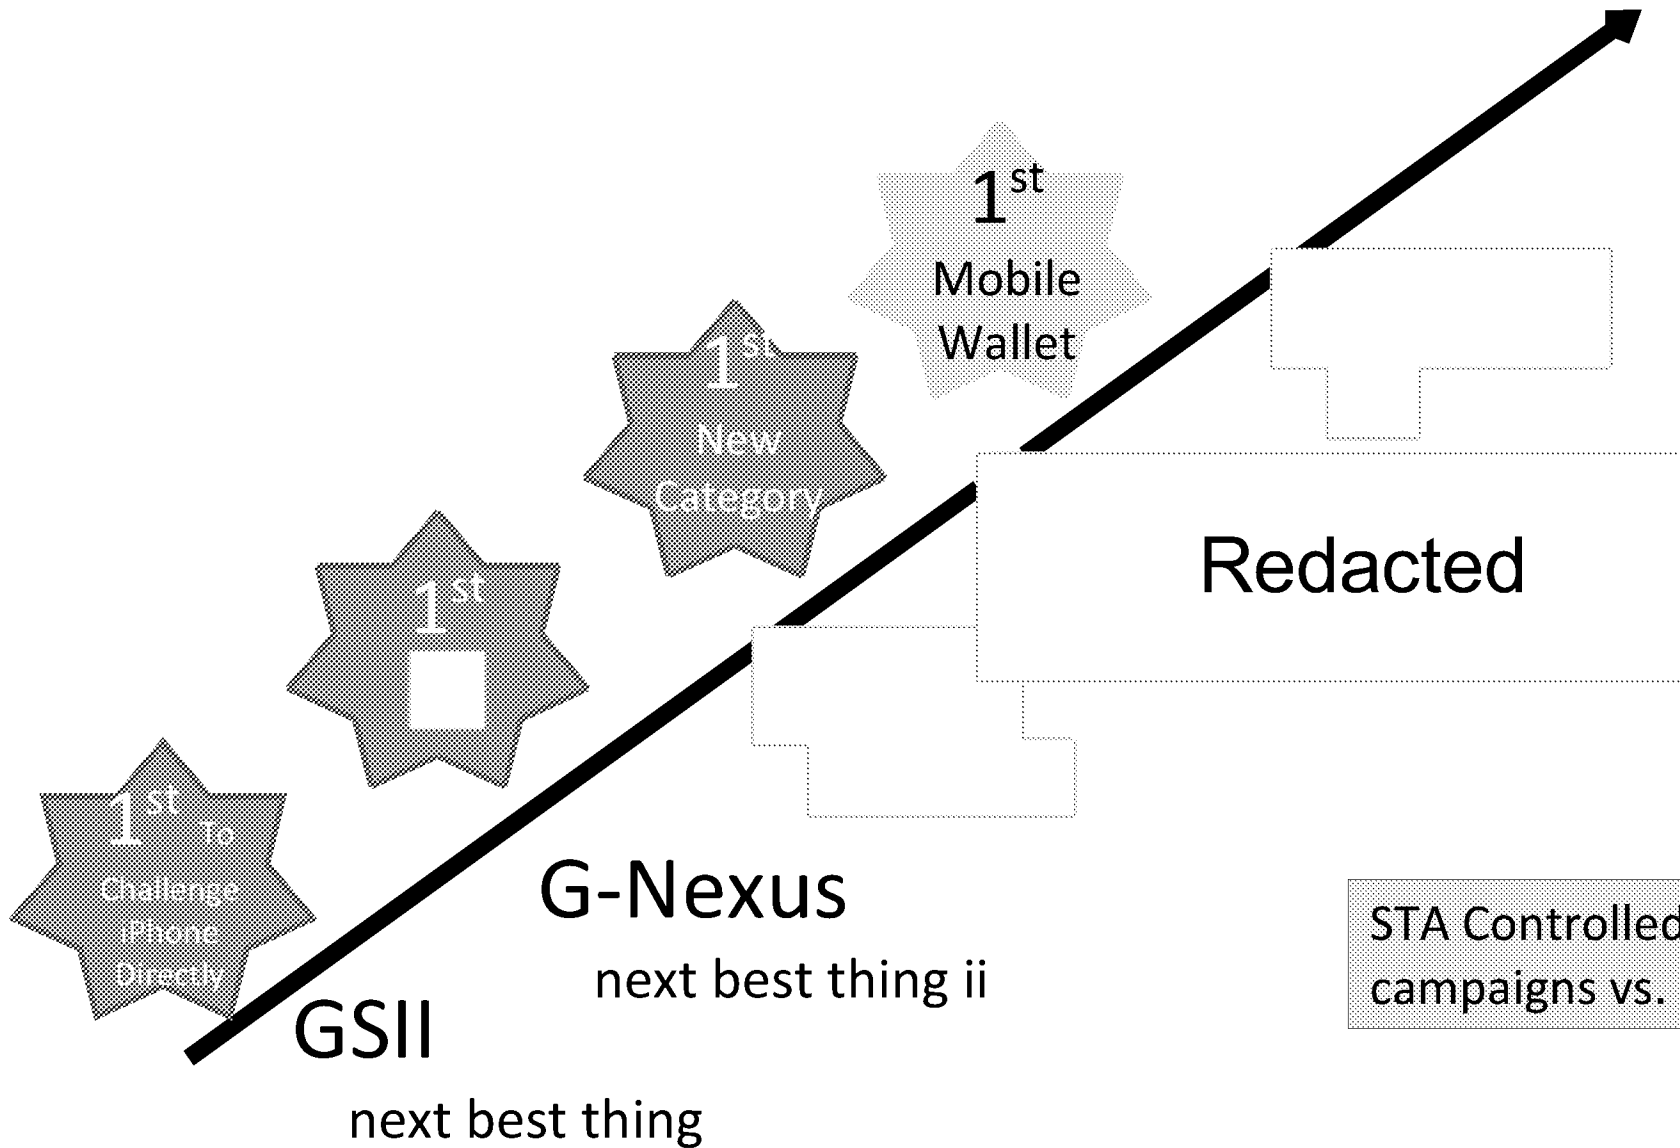 1st
Mobile
Wallet
1st
New
Category
Redacted
1st
1st To
Challenge
iPhone
Directly
G-Nexus
next best thing ii
STA Controlled
campaigns vs.
GSII
next best thing